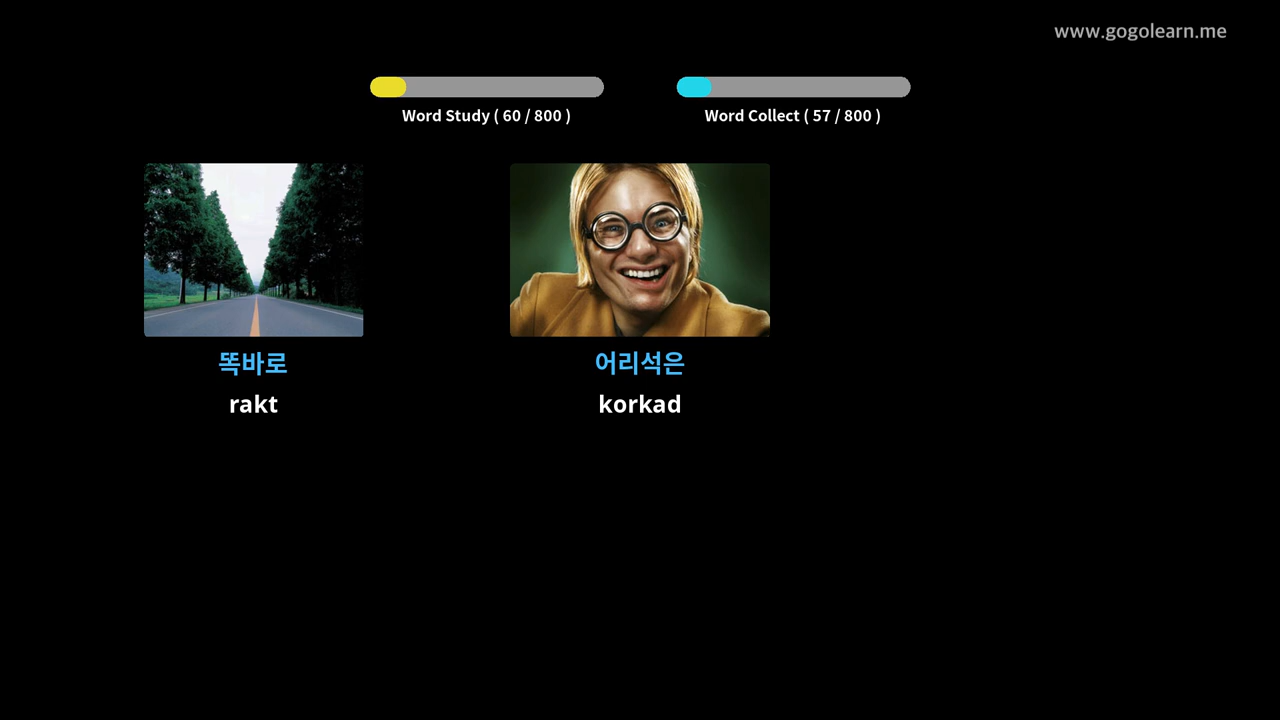 www.gogolearn.me
Word Study ( 60 / 800 )
Word Collect ( 57 / 800 )
똑바로
rakt
어리석은
korkad